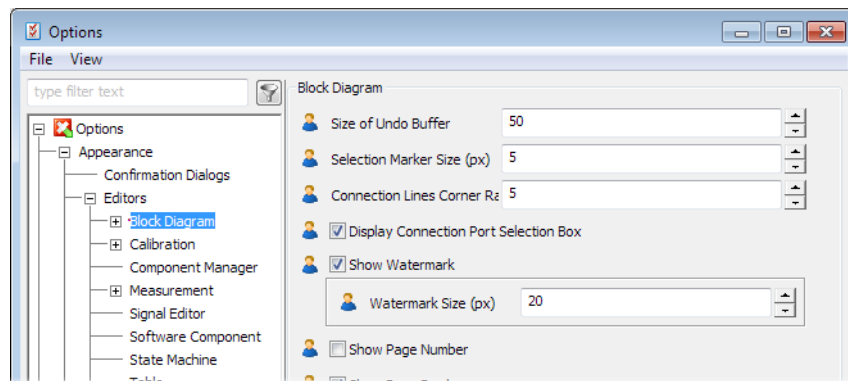 Options
File View
type filter text
Options
Appearance
Confirmation Dialogs
Editors
Block Diagram
Calibration
Component Manager
Measurement
Signal Editor
Software Component
State Machine
Block Diagram
Size of Undo Buffer 50
Selection Marker Size (px) 5
Connection Lines Corner Ra 5
Display Connection Port Selection Box
Show Watermark
Watermark Size (px) 20
Show Page Number